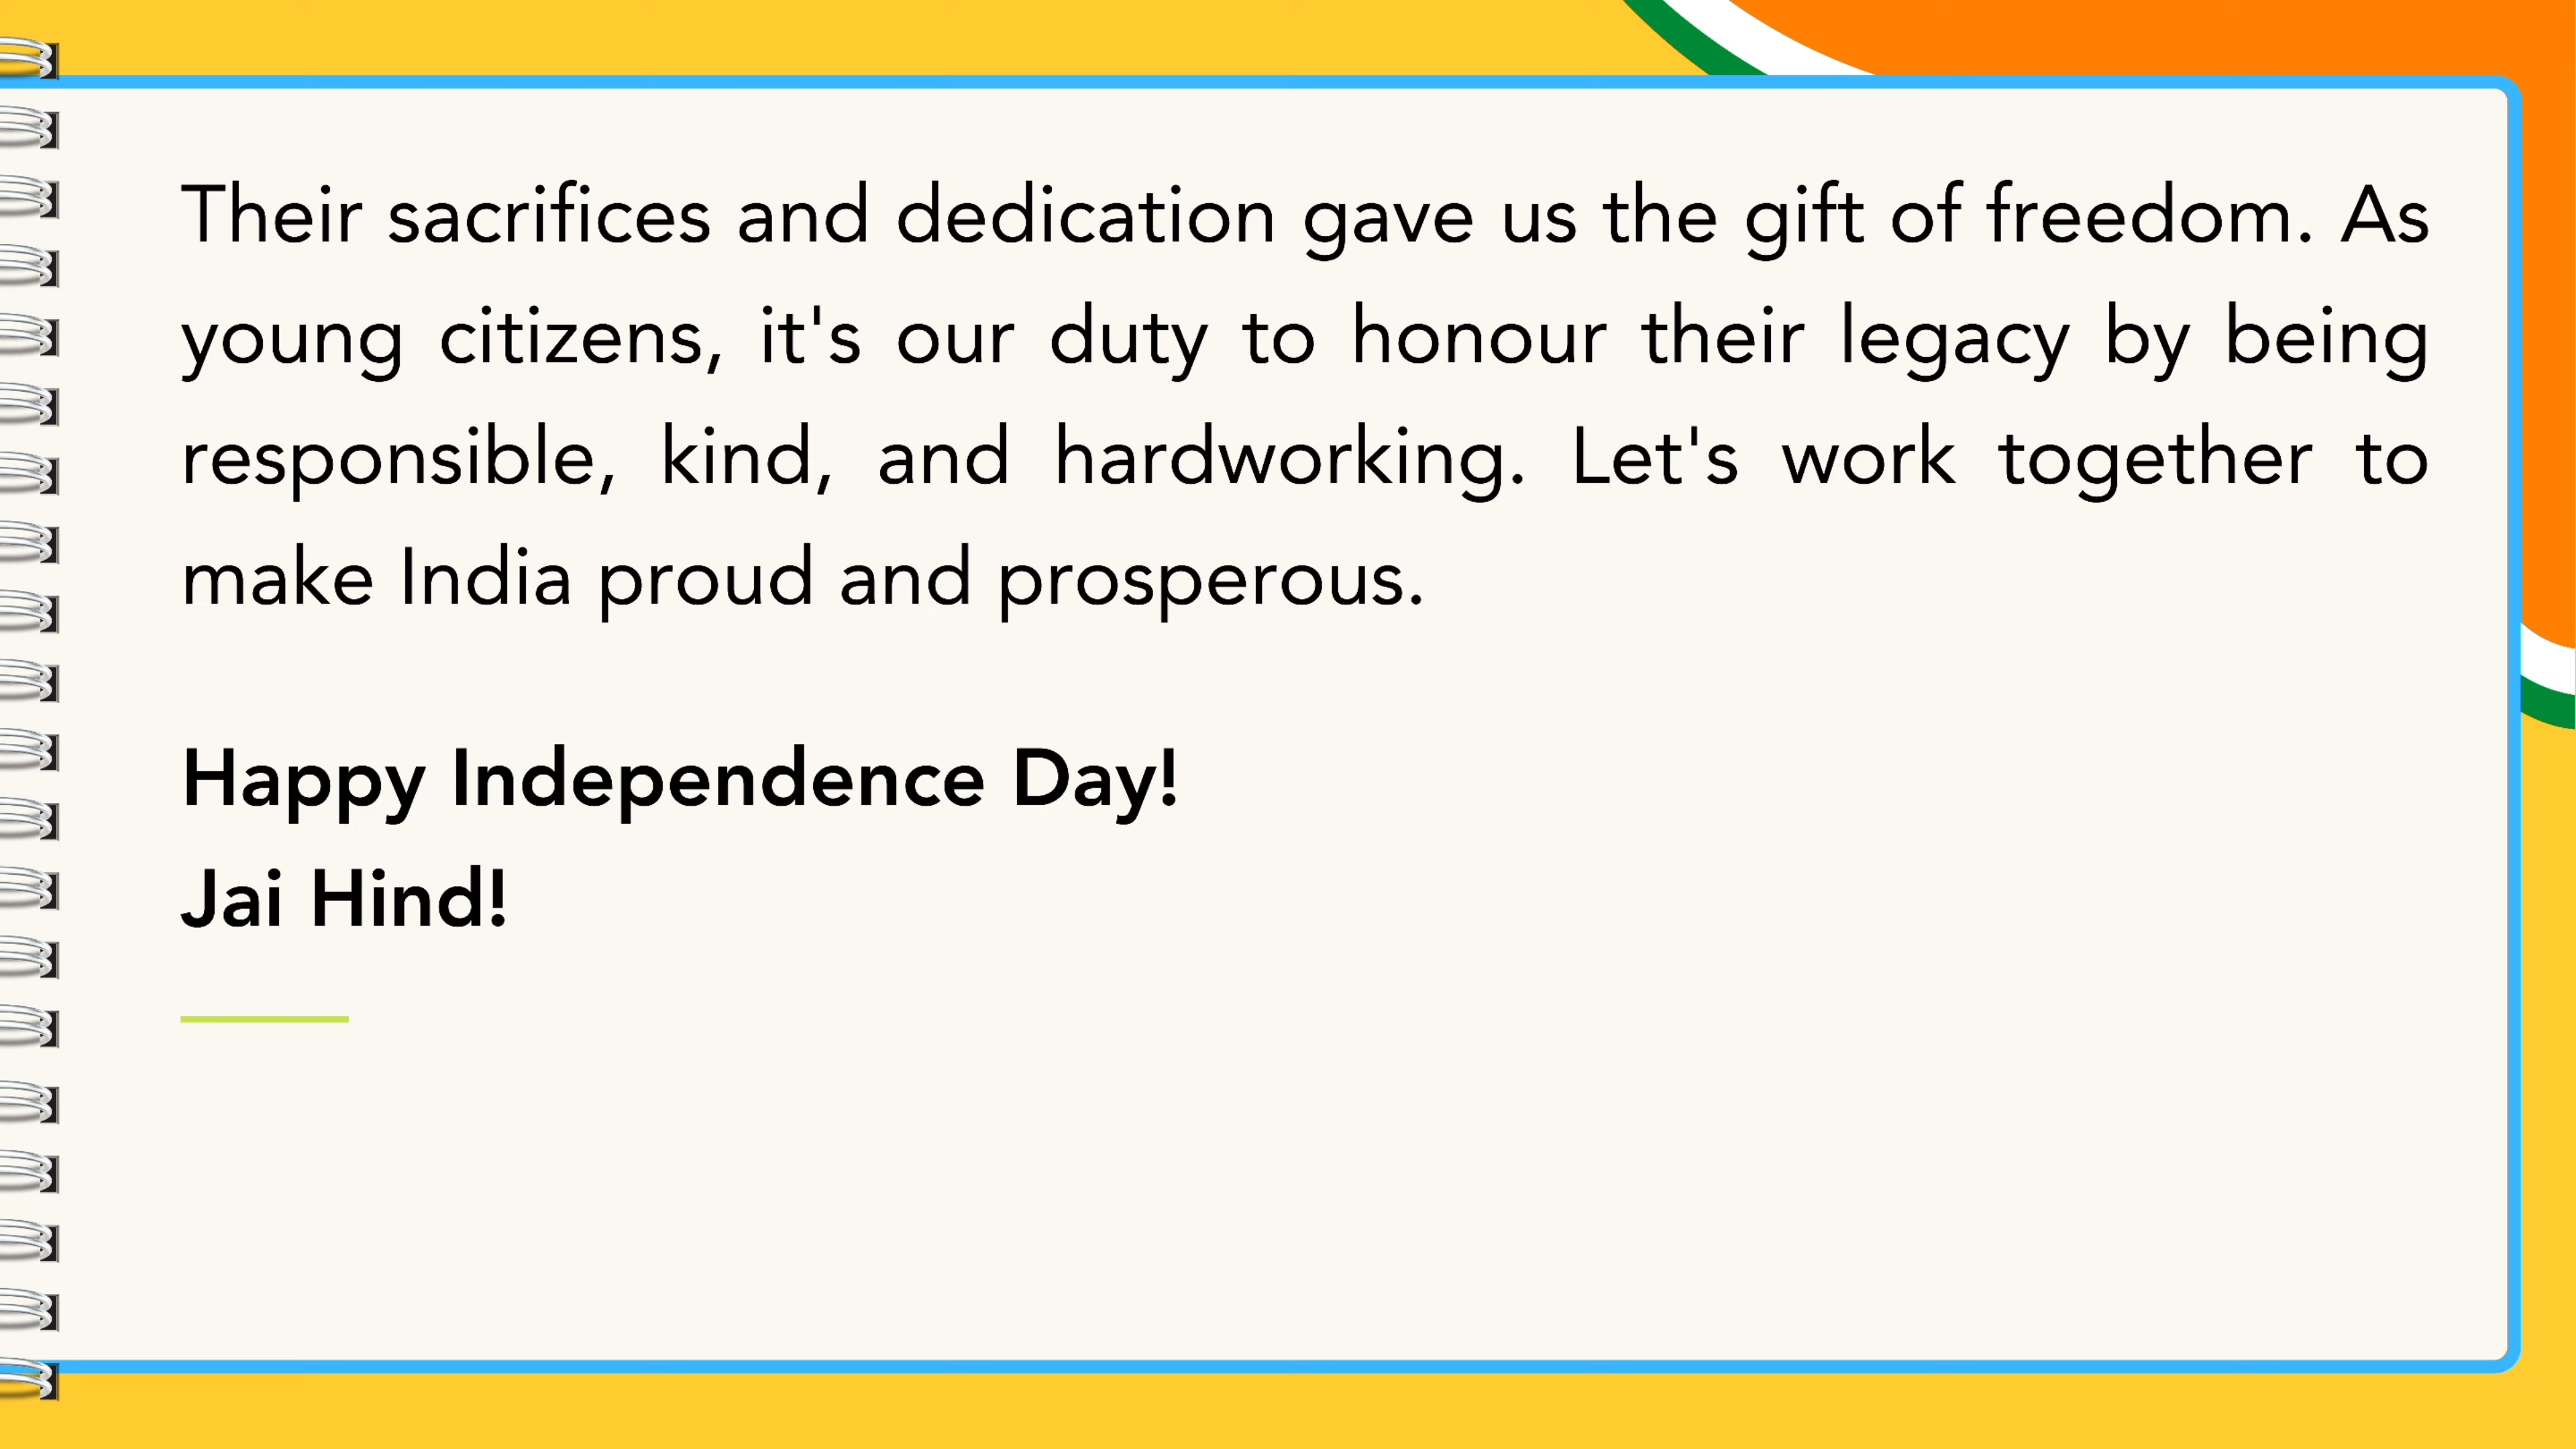 Their sacrifices and dedication gave us the gift of freedom. As
young citizens, it's our duty to honour their legacy by being
responsible, kind, and hardworking. Let's work together to
make India proud and prosperous.
Happy Independence Day!
Jai Hind!